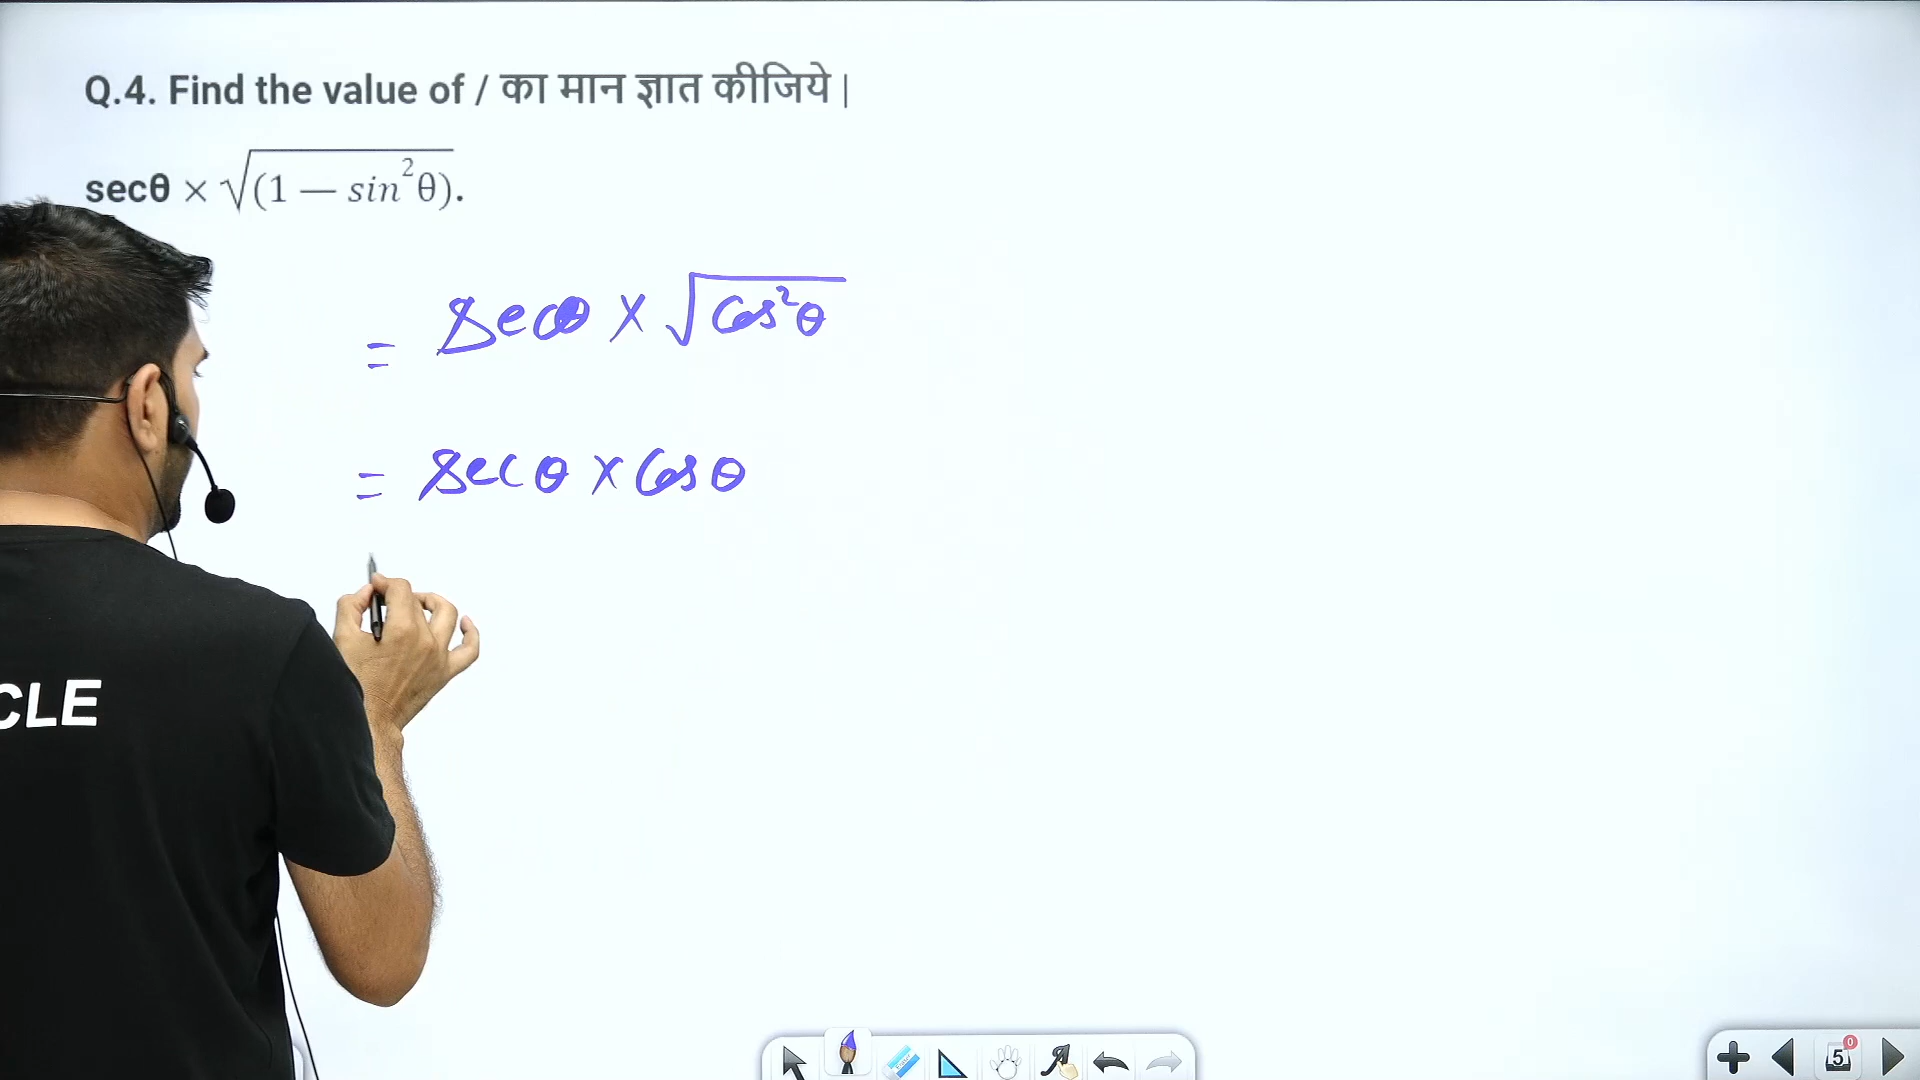 Q.4. Find the value of / का मान ज्ञात कीजिये |
secθ × √(1 — sin²θ).
= secθ × √cos²θ
= secθ × cosθ
CLE
5
0